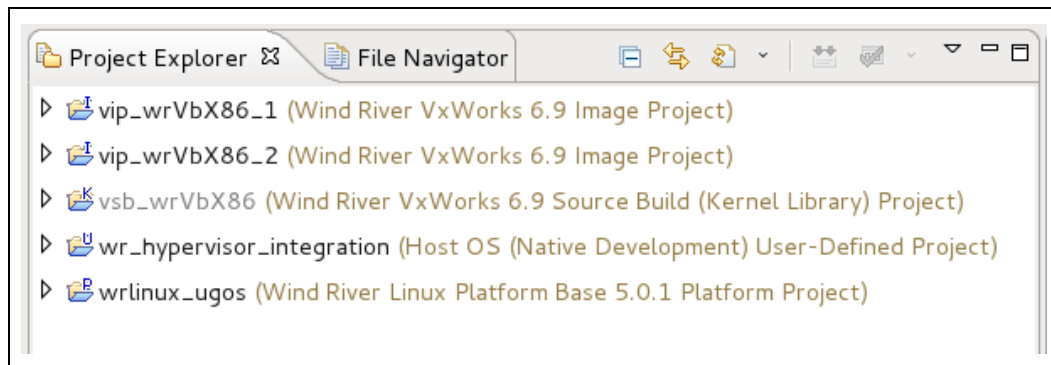 Project Explorer File Navigator
vip_wrVbX86_1 (Wind River VxWorks 6.9 Image Project)
vip_wrVbX86_2 (Wind River VxWorks 6.9 Image Project)
vsb_wrVbX86 (Wind River VxWorks 6.9 Source Build (Kernel Library) Project)
wr_hypervisor_integration (Host OS (Native Development) User-Defined Project)
wrlinux_ugos (Wind River Linux Platform Base 5.0.1 Platform Project)